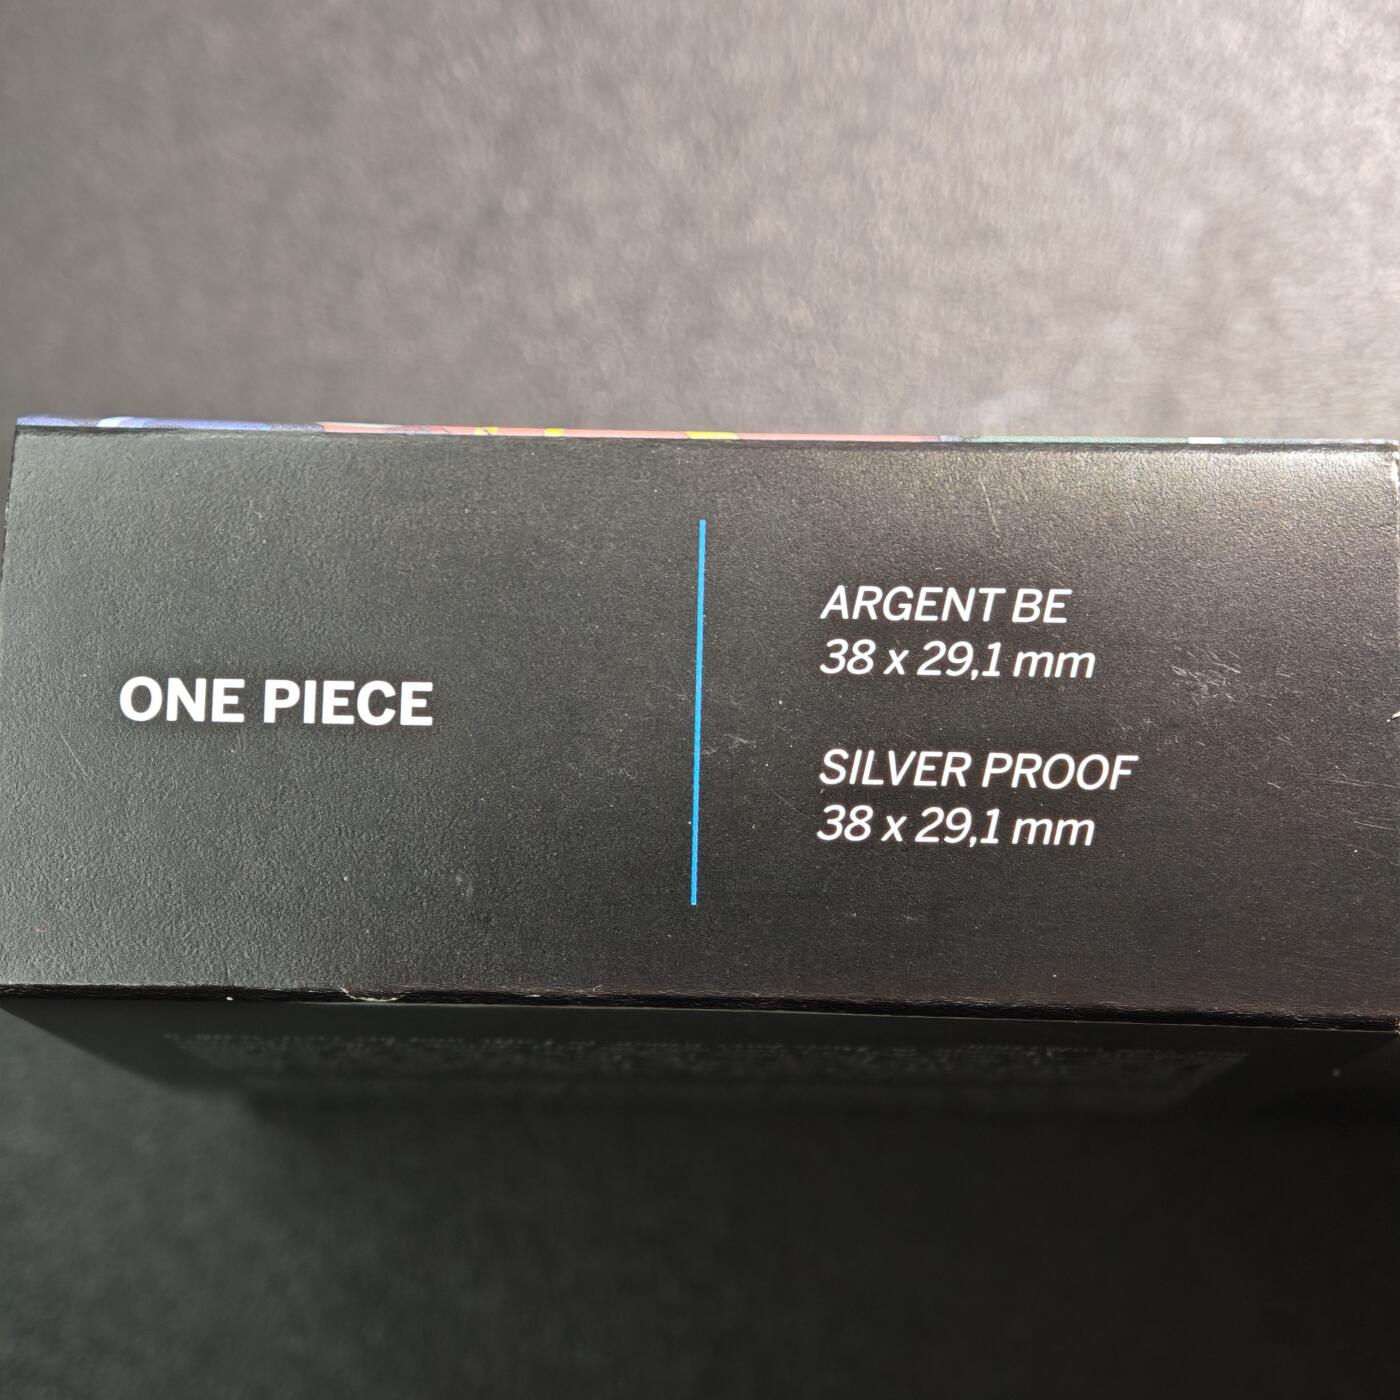 ONE PIECE
ARGENT BE
38 x 29,1 mm
SILVER PROOF
38 x 29,1 mm